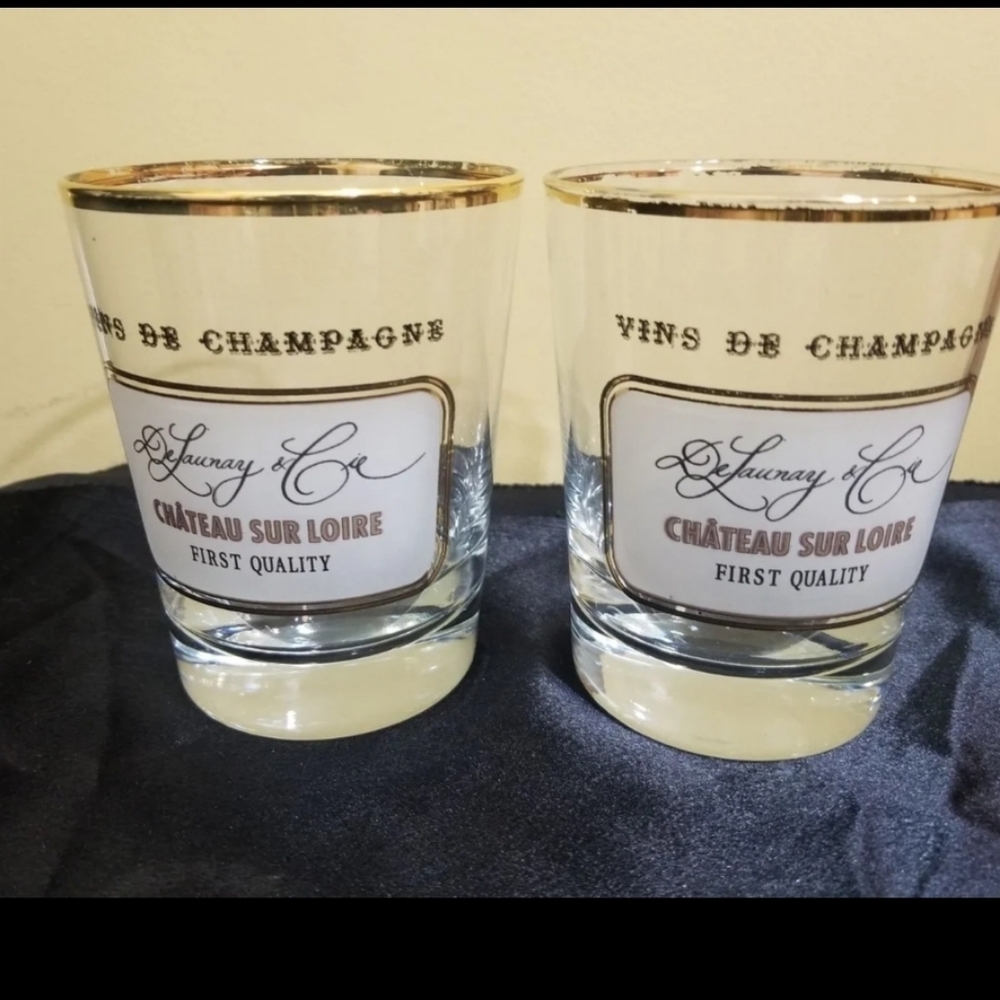 VINS DE CHAMPAGNE
DeLaunay & Cie
CHÂTEAU SUR LOIRE
FIRST QUALITY
VINS DE CHAMPAGNE
DeLaunay & Cie
CHÂTEAU SUR LOIRE
FIRST QUALITY